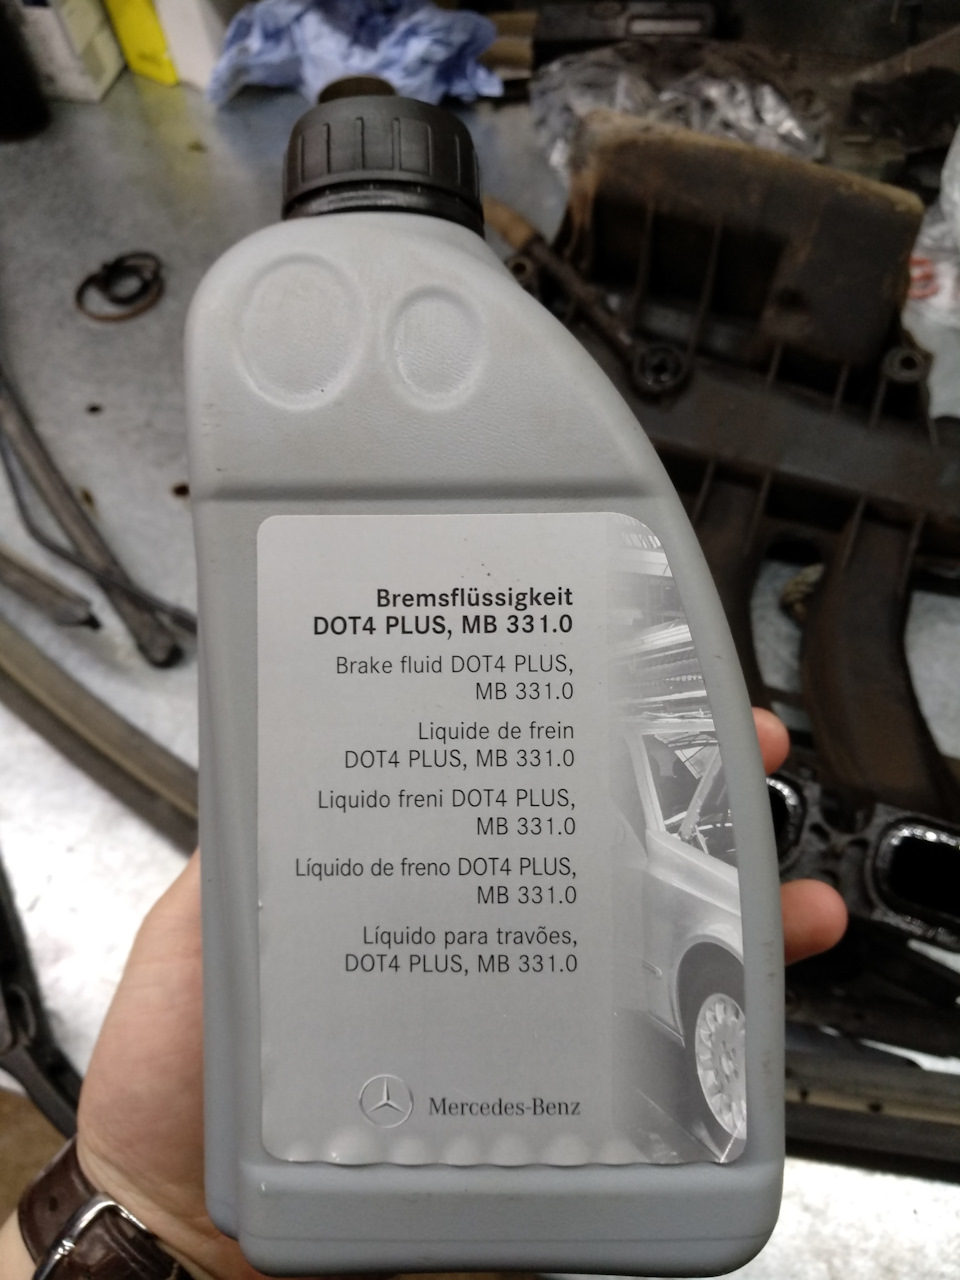 Bremsflüssigkeit
DOT4 PLUS, MB 331.0
Brake fluid DOT4 PLUS,
MB 331.0
Liquide de frein
DOT4 PLUS, MB 331.0
Liquido freni DOT4 PLUS,
MB 331.0
Líquido de freno DOT4 PLUS,
MB 331.0
Líquido para travões,
DOT4 PLUS, MB 331.0
Mercedes-Benz